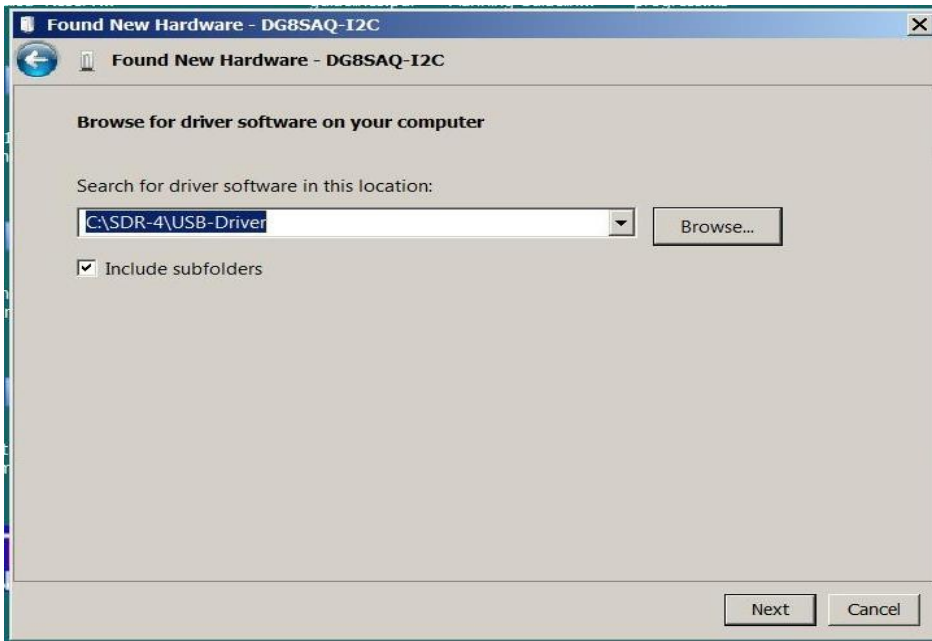 Found New Hardware - DG8SAQ-I2C
Found New Hardware - DG8SAQ-I2C
Browse for driver software on your computer
Search for driver software in this location:
C:\SDR-4\USB-Driver
Browse...
Include subfolders
Next Cancel